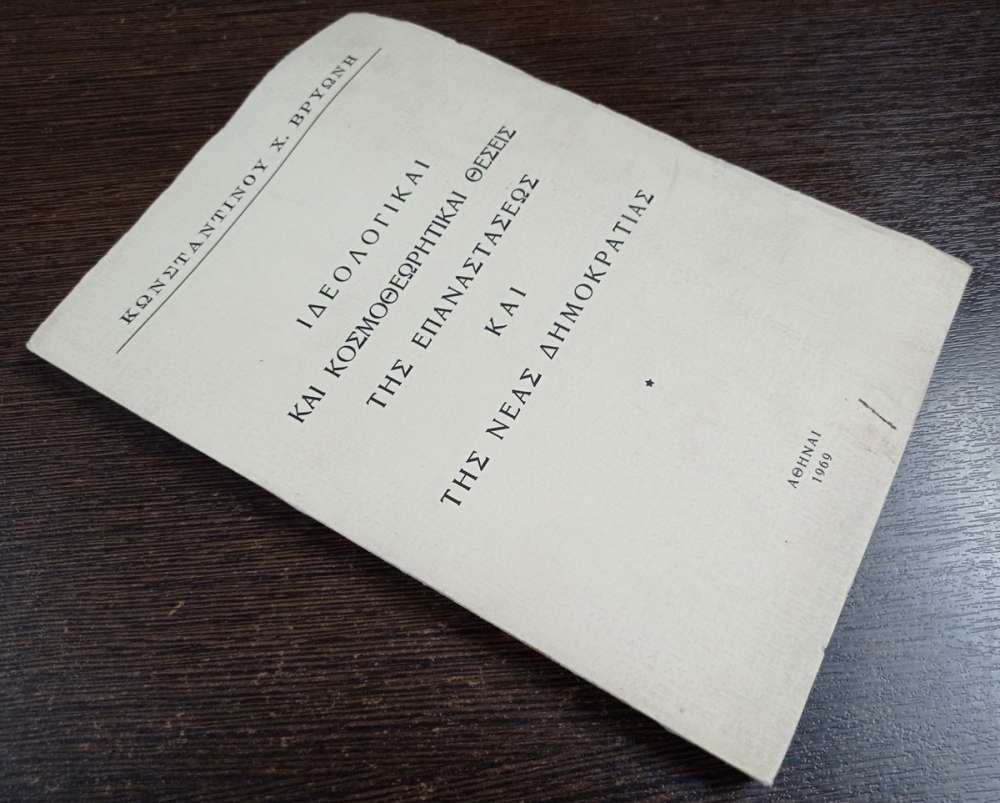 ΚΩΝΣΤΑΝΤΙΝΟΥ Χ. ΒΡΥΩΝΗ
ΙΔΕΟΛΟΓΙΚΑΙ
ΚΑΙ ΚΟΣΜΟΘΕΩΡΗΤΙΚΑΙ ΘΕΣΕΙΣ
ΤΗΣ ΕΠΑΝΑΣΤΑΣΕΩΣ
ΚΑΙ
ΤΗΣ ΝΕΑΣ ΔΗΜΟΚΡΑΤΙΑΣ
ΑΘΗΝΑΙ
1969